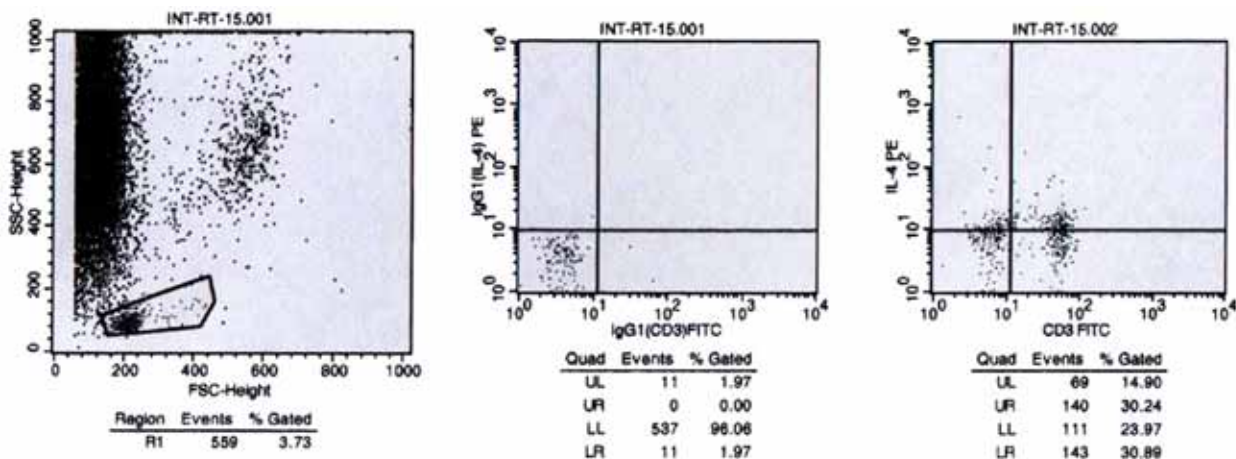 INT-RT-15.001
SSC-Height
0 200 400 600 800 1000
0 200 400 600 800 1000
FSC-Height
Region Events % Gated
R1 559 3.73
INT-RT-15.001
IgG1(IL-4) PE
10^0 10^1 10^2 10^3 10^4
10^0 10^1 10^2 10^3 10^4
IgG1(CD3)FITC
Quad Events % Gated
UL 11 1.97
UR 0 0.00
LL 537 96.06
LR 11 1.97
INT-RT-15.002
IL-4 PE
10^0 10^1 10^2 10^3 10^4
10^0 10^1 10^2 10^3 10^4
CD3 FITC
Quad Events % Gated
UL 69 14.90
UR 140 30.24
LL 111 23.97
LR 143 30.89